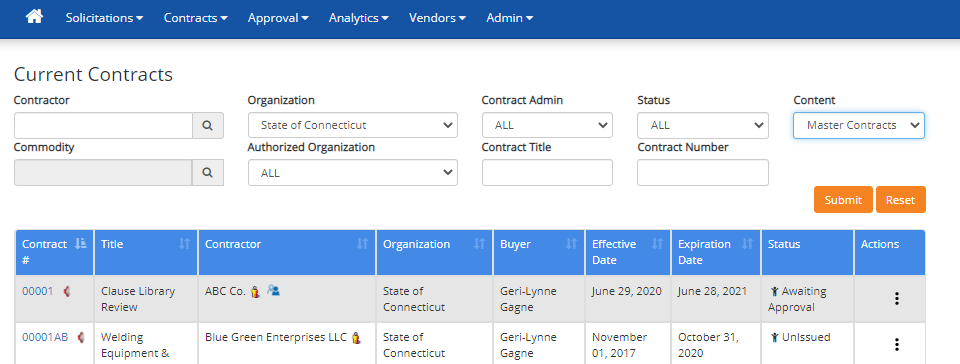 Solicitations Contracts Approval Analytics Vendors Admin
Current Contracts
Contractor Organization Contract Admin Status Content
State of Connecticut ALL ALL Master Contracts
Commodity Authorized Organization Contract Title Contract Number
ALL
Submit Reset
Contract # Title Contractor Organization Buyer Effective Date Expiration Date Status Actions
00001 Clause Library Review ABC Co. State of Connecticut Geri-Lynne Gagne June 29, 2020 June 28, 2021 Awaiting Approval
00001AB Welding Equipment & Blue Green Enterprises LLC State of Connecticut Geri-Lynne Gagne November 01, 2017 October 31, 2020 UnIssued